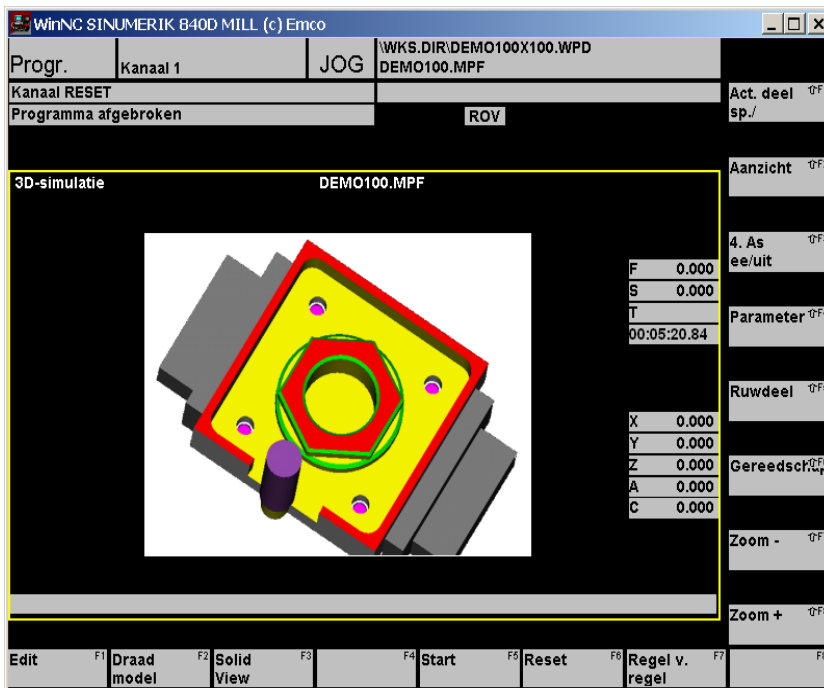 WinNC SINUMERIK 840D MILL (c) Emco
Progr.
Kanaal 1
JOG
\WKS.DIR\DEMO100X100.WPD
DEMO100.MPF
Kanaal RESET
Programma afgebroken
ROV
Act. deel
sp./
3D-simulatie
DEMO100.MPF
Aanzicht
4. As
ee/uit
F 0.000
S 0.000
T
00:05:20.84
Parameter
Ruwdeel
X 0.000
Y 0.000
Z 0.000
A 0.000
C 0.000
Gereedschap
Zoom -
Zoom +
Edit F1
Draad F2
model
Solid F3
View
F4
Start F5
Reset F6
Regel v. F7
regel